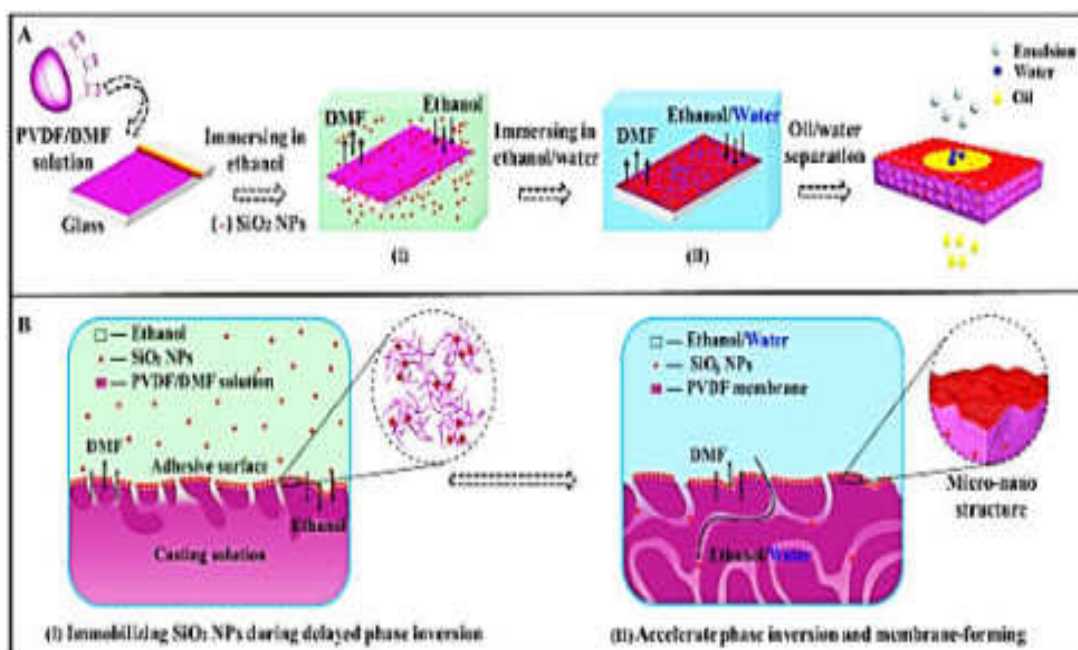 A
PVDF/DMF
solution
Glass
Immersing in
ethanol
(-) SiO₂ NPs
DMF
Ethanol
(I)
Immersing in
ethanol/water
DMF
Ethanol/Water
(II)
Oil/water
separation
Emulsion
Water
Oil
B
Ethanol
SiO₂ NPs
PVDF/DMF solution
DMF
Adhesive surface
Ethanol
Casting solution
(I) Immobilizing SiO₂ NPs during delayed phase inversion
Ethanol/Water
SiO₂ NPs
PVDF membrane
DMF
Ethanol/Water
Micro-nano
structure
(II) Accelerate phase inversion and membrane-forming